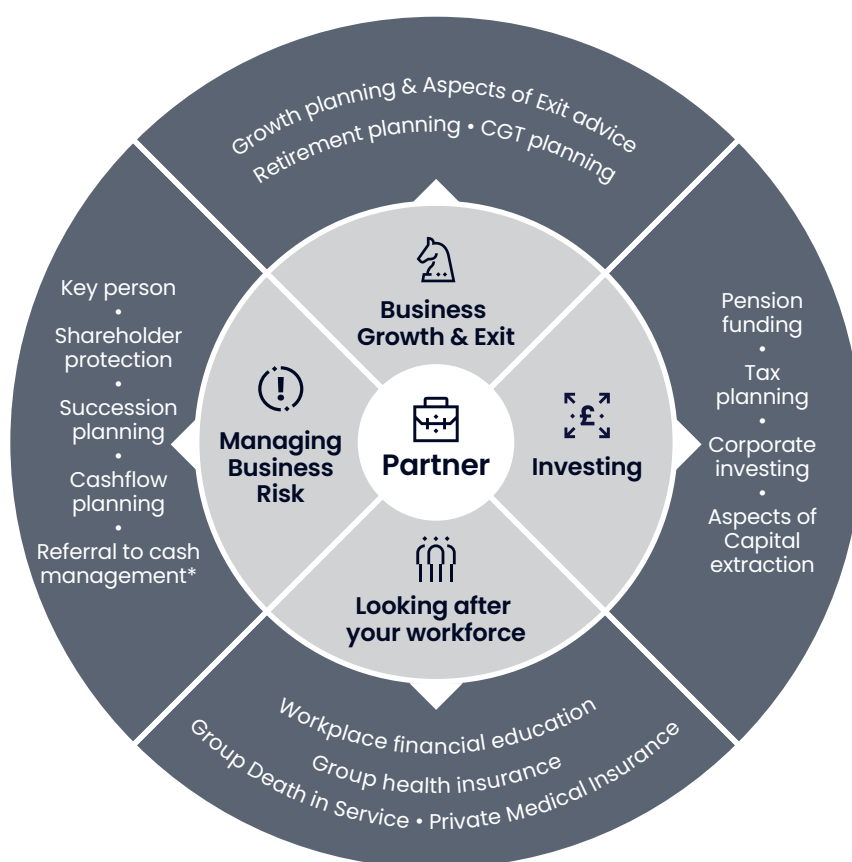 Growth planning & Aspects of Exit advice
Retirement planning • CGT planning
Business
Growth & Exit
Key person
•
Shareholder
protection
•
Succession
planning
•
Cashflow
planning
•
Referral to cash
management*
Managing
Business
Risk
Partner
£
Investing
Pension
funding
•
Tax
planning
•
Corporate
investing
•
Aspects of
Capital
extraction
Looking after
your workforce
Workplace financial education
Group health insurance
Group Death in Service • Private Medical Insurance